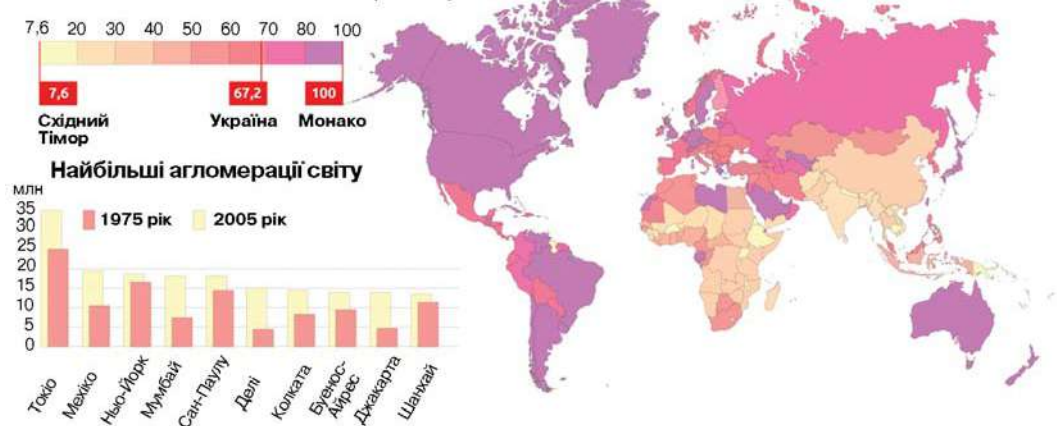 7,6 20 30 40 50 60 70 80 100
7,6 67,2 100
Східний
Тімор
Україна
Монако
Найбільші агломерації світу
млн
1975 рік
2005 рік
35
30
25
20
15
10
5
0
Токіо
Мехіко
Нью-Йорк
Мумбай
Сан-Паулу
Делі
Колката
Буенос-
Айрес
Джакарта
Шанхай